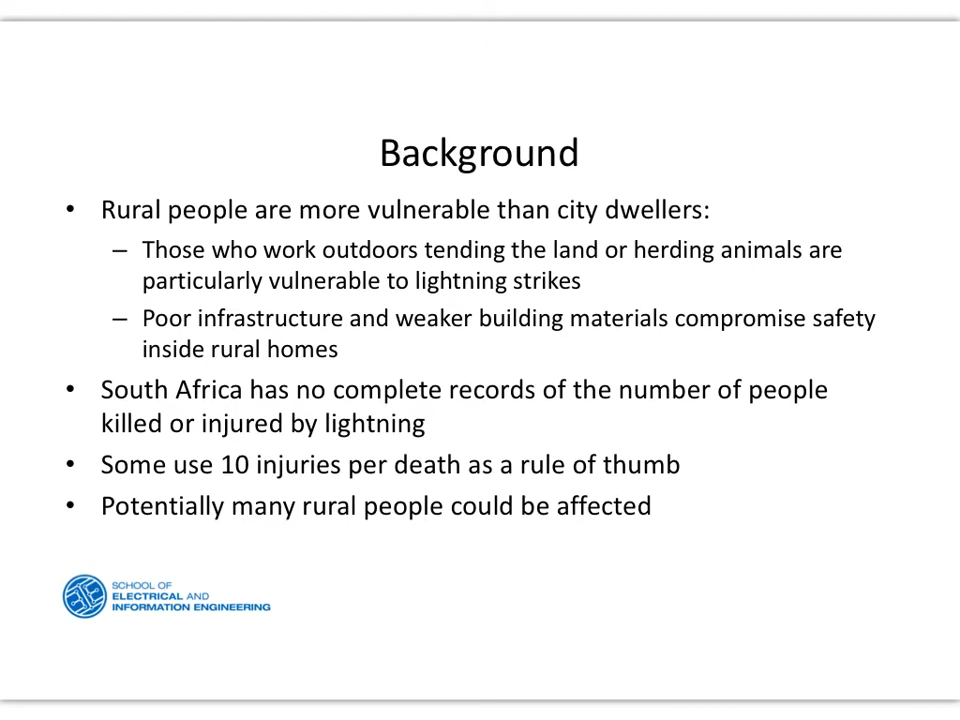 Background
• Rural people are more vulnerable than city dwellers:
– Those who work outdoors tending the land or herding animals are
particularly vulnerable to lightning strikes
– Poor infrastructure and weaker building materials compromise safety
inside rural homes
• South Africa has no complete records of the number of people
killed or injured by lightning
• Some use 10 injuries per death as a rule of thumb
• Potentially many rural people could be affected
SCHOOL OF
ELECTRICAL AND
INFORMATION ENGINEERING